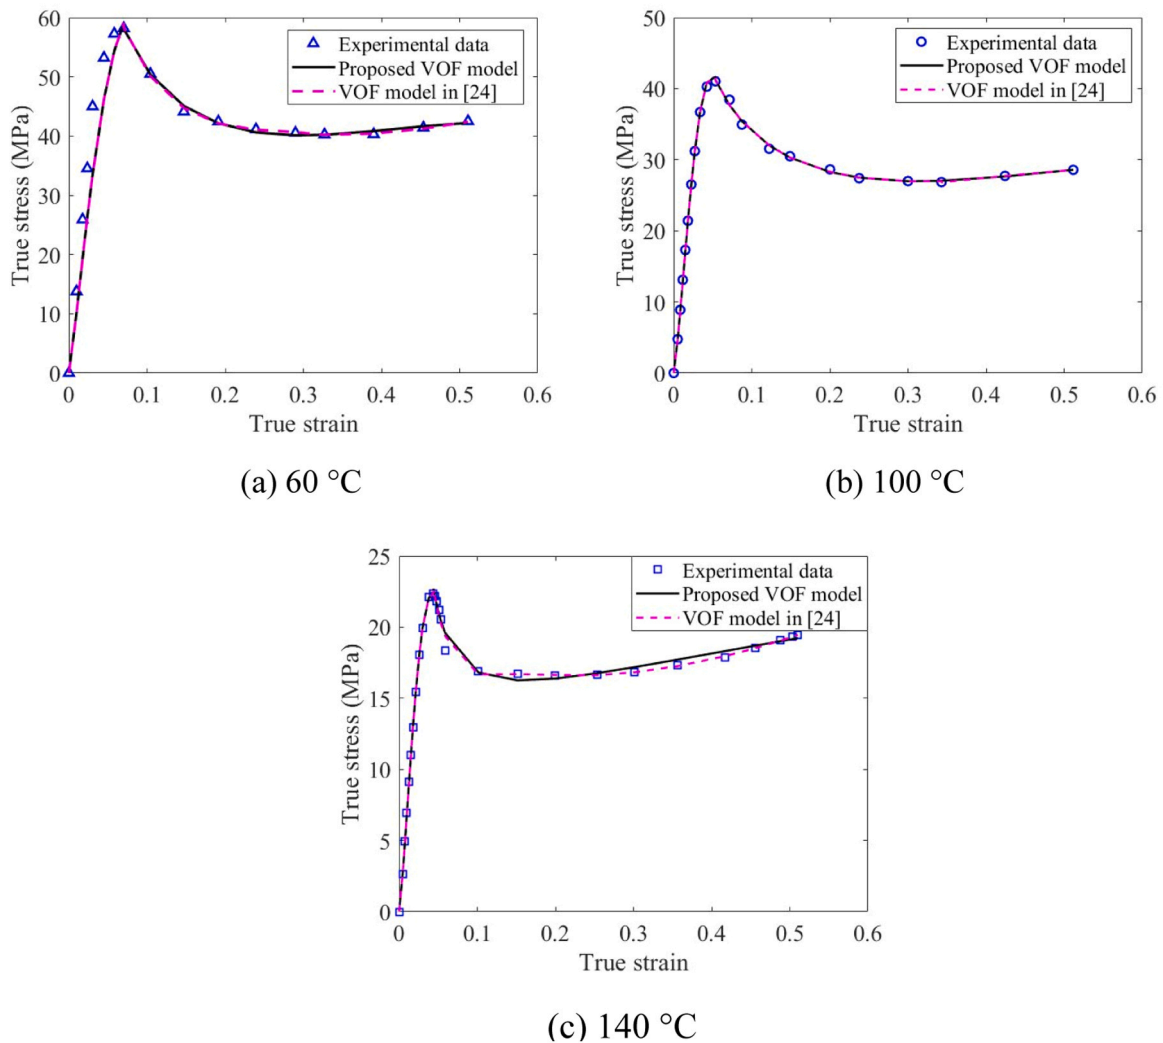 60
50
40
30
20
10
0
0 0.1 0.2 0.3 0.4 0.5 0.6
True stress (MPa)
True strain
Experimental data
Proposed VOF model
VOF model in [24]
(a) 60 °C
50
40
30
20
10
0
0 0.1 0.2 0.3 0.4 0.5 0.6
True stress (MPa)
True strain
Experimental data
Proposed VOF model
VOF model in [24]
(b) 100 °C
25
20
15
10
5
0
0 0.1 0.2 0.3 0.4 0.5 0.6
True stress (MPa)
True strain
Experimental data
Proposed VOF model
VOF model in [24]
(c) 140 °C